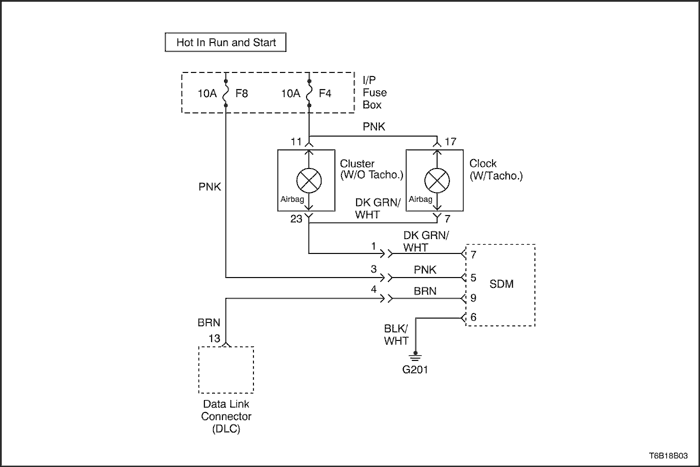 Hot In Run and Start
I/P
Fuse
Box
10A F8
10A F4
PNK
11
17
Cluster
(W/O Tacho.)
Clock
(W/Tacho.)
Airbag
Airbag
PNK
23
DK GRN/
WHT
7
1
DK GRN/
WHT
7
3
PNK
5
SDM
4
BRN
9
6
BRN
13
BLK/
WHT
G201
Data Link
Connector
(DLC)
T6B18B03